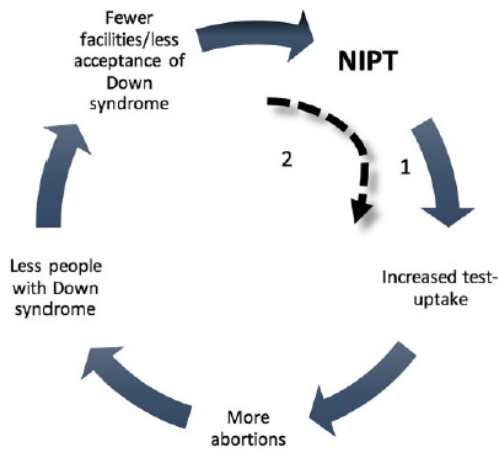 Fewer
facilities/less
acceptance of
Down
syndrome
NIPT
2
1
Less people
with Down
syndrome
Increased test-
uptake
More
abortions